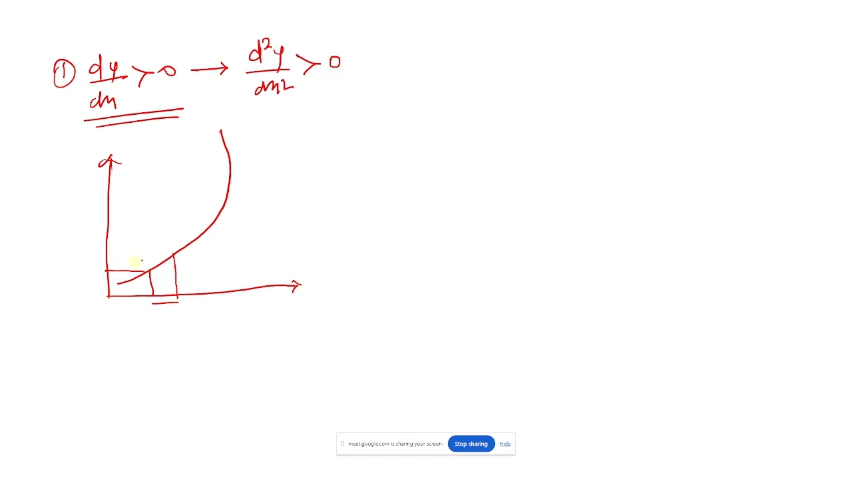 ① dy/dx > 0 → d²y/dx² > 0
meet.google.com is sharing your screen. Stop sharing Hide